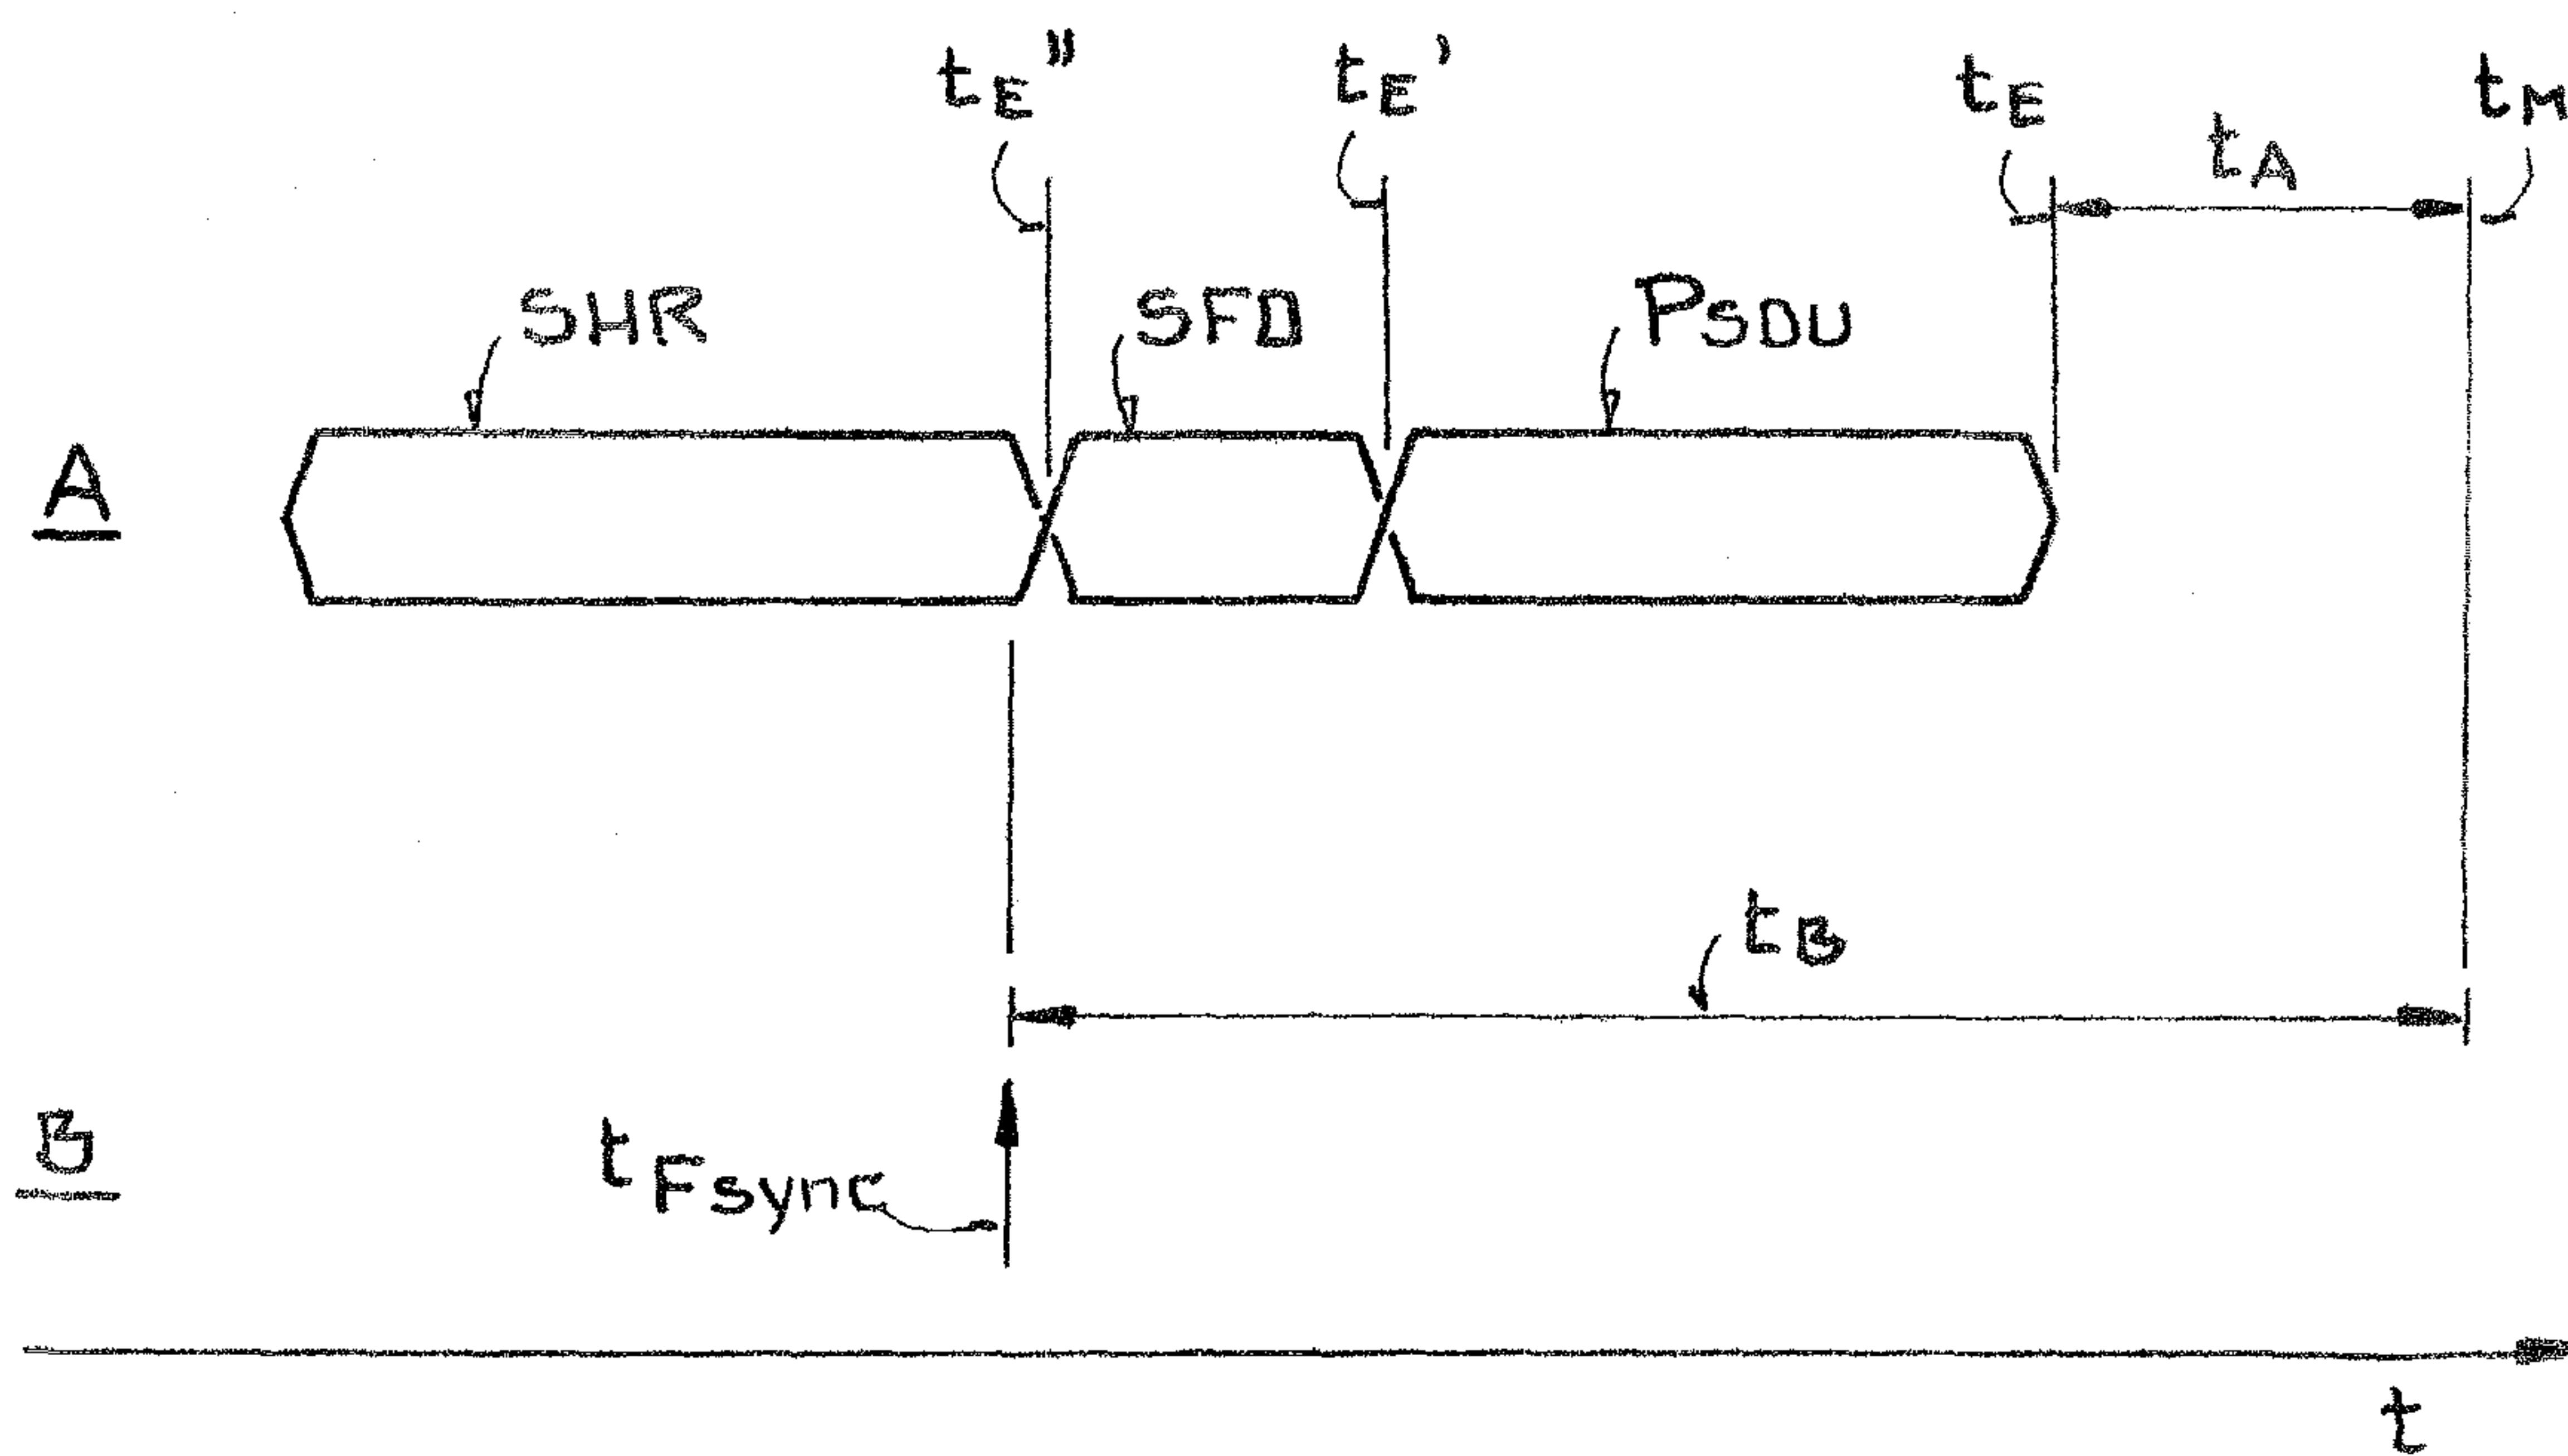 tE" tE' tE tM
tA
SHR SFD PSDU
A
tB
B
tFsync
t